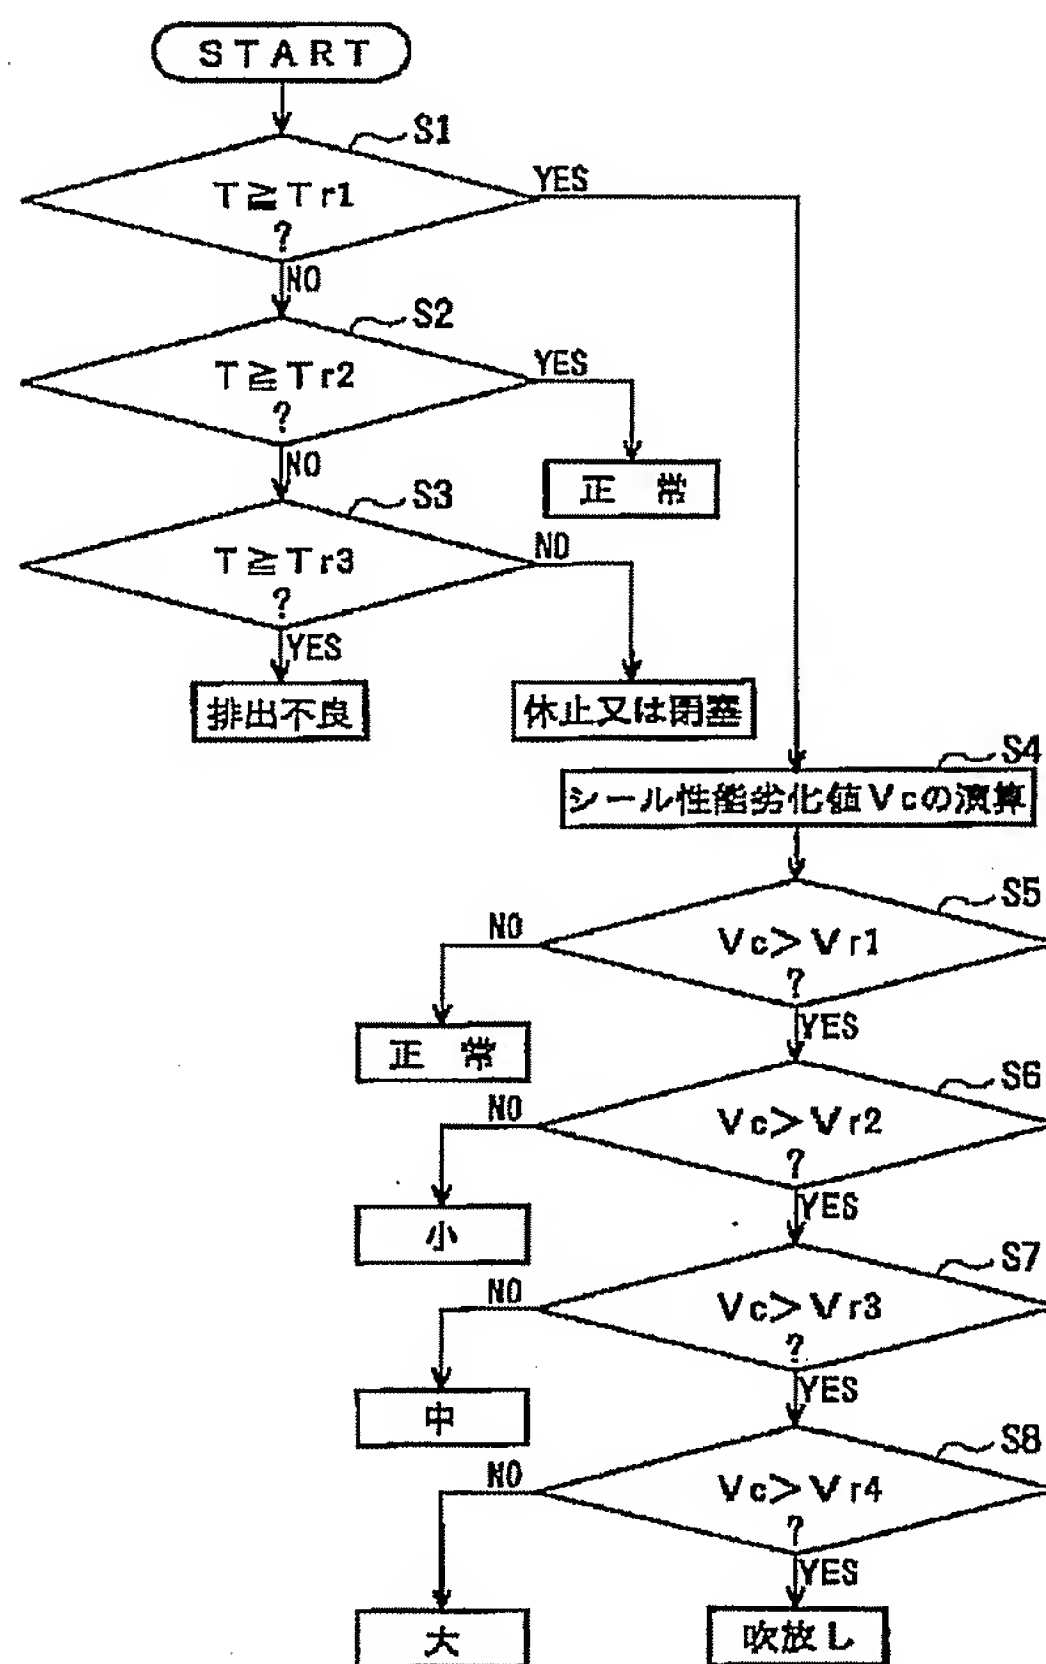 START
S1
T≧Tr1
?
YES
NO
S2
T≧Tr2
?
YES
NO
正 常
S3
T≧Tr3
?
NO
YES
排出不良
休止又は閉塞
S4
シール性能劣化値Vcの演算
S5
Vc>Vr1
?
NO
YES
正 常
S6
Vc>Vr2
?
NO
YES
小
S7
Vc>Vr3
?
NO
YES
中
S8
Vc>Vr4
?
NO
YES
大
吹放し